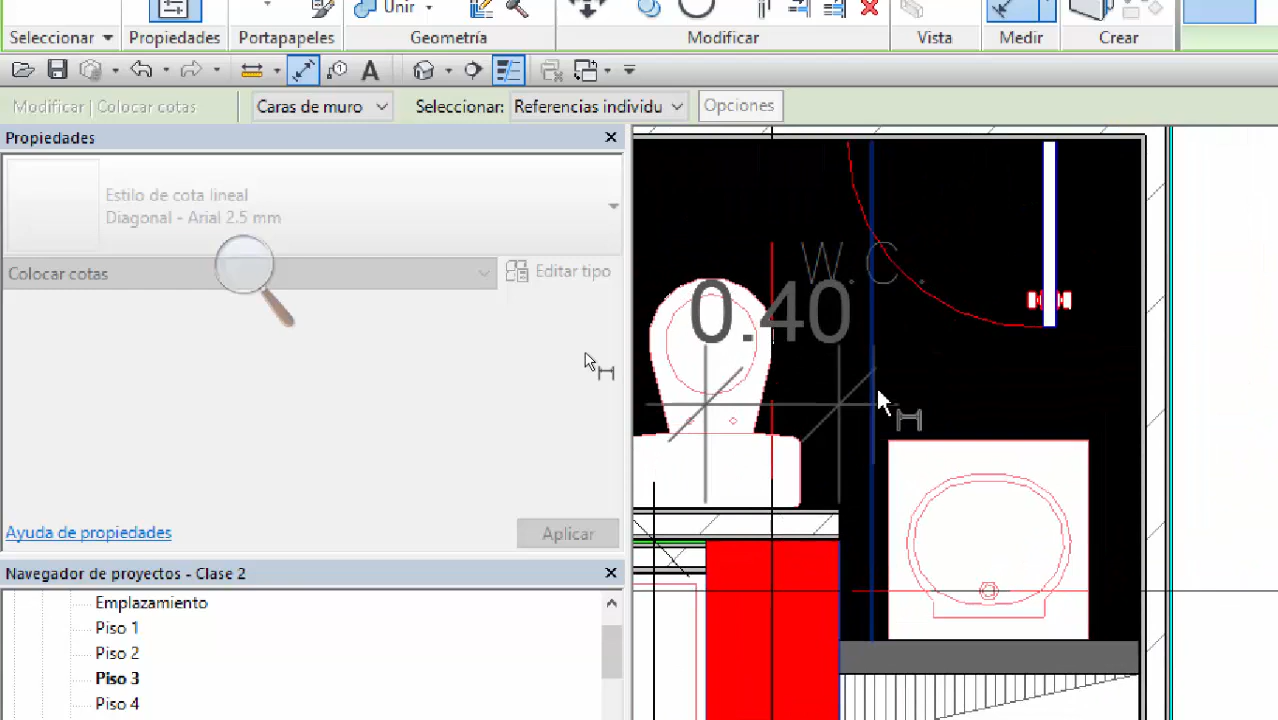 Unir
Seleccionar
Propiedades
Portapapeles
Geometría
Modificar
Vista
Medir
Crear
A
Modificar | Colocar cotas
Caras de muro
Seleccionar:
Referencias individu
Opciones
Propiedades
Estilo de cota lineal
Diagonal - Arial 2.5 mm
Colocar cotas
Editar tipo
Ayuda de propiedades
Aplicar
Navegador de proyectos - Clase 2
Emplazamiento
Piso 1
Piso 2
Piso 3
Piso 4
W.C.
0.40